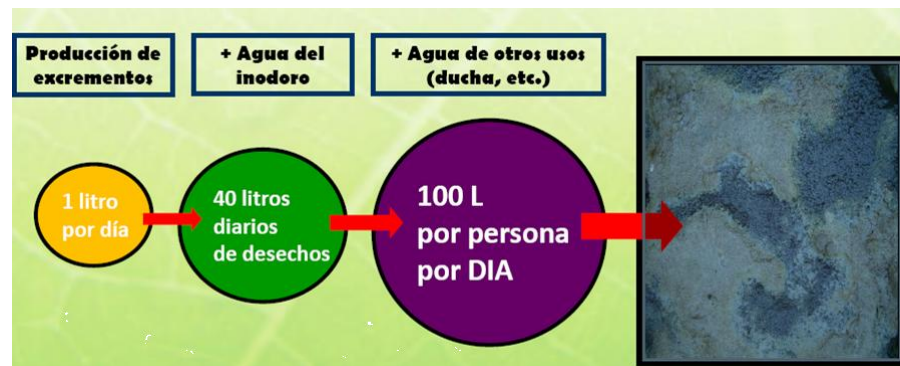 Producción de
excrementos
+ Agua del
inodoro
+ Agua de otros usos
(ducha, etc.)
1 litro
por día
40 litros
diarios
de desechos
100 L
por persona
por DIA